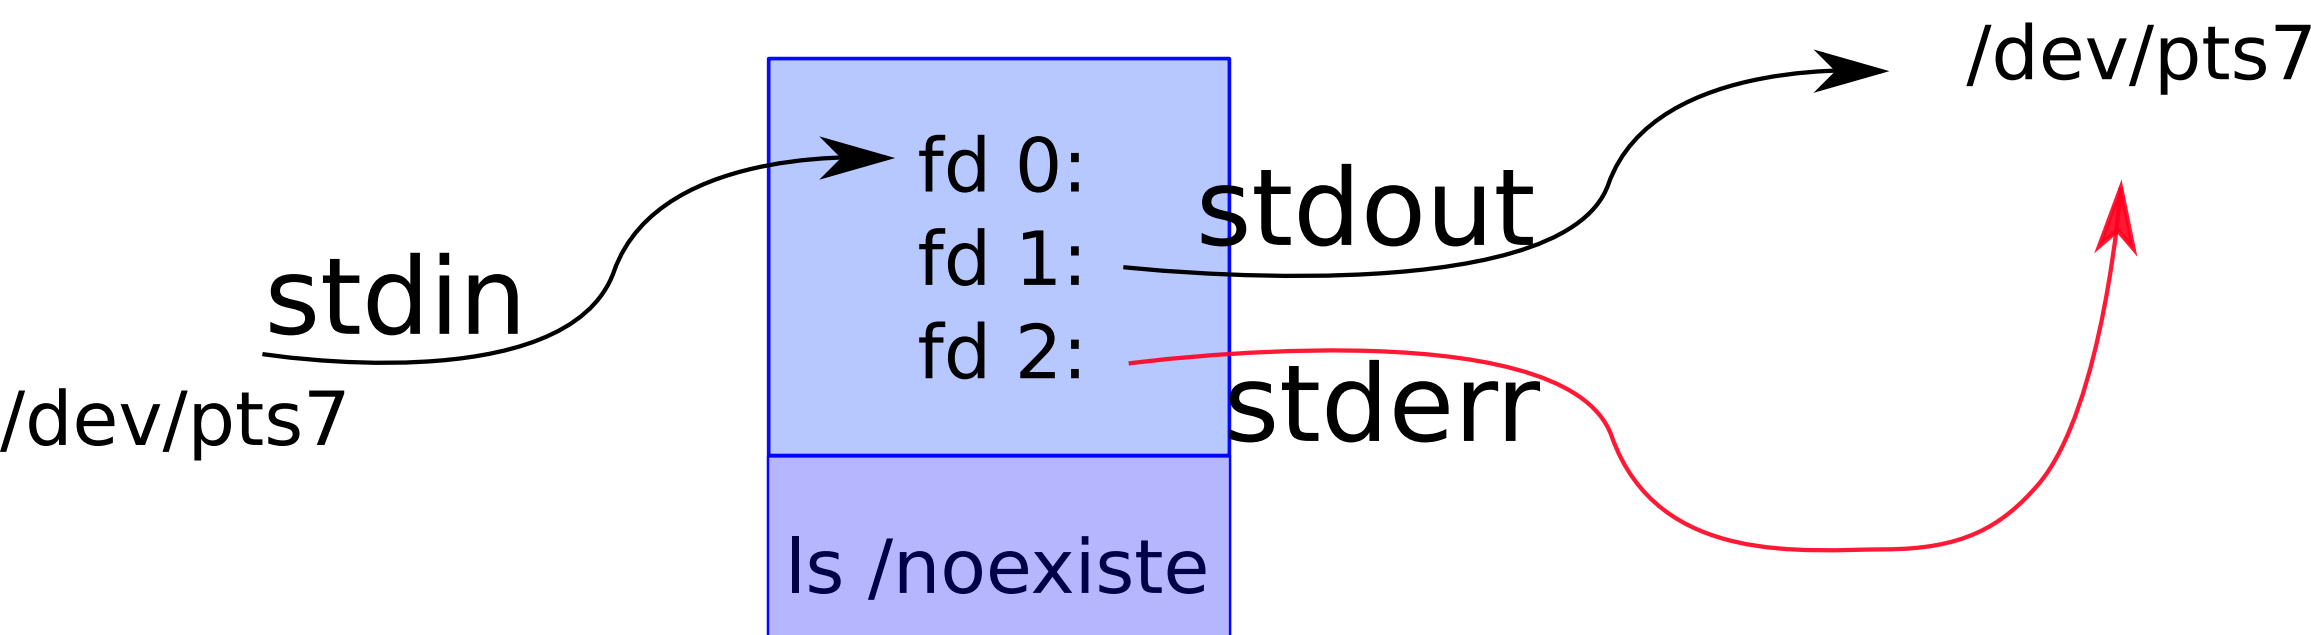 /dev/pts7
fd 0:
stdout
fd 1:
stdin
fd 2:
stderr
/dev/pts7
ls /noexiste